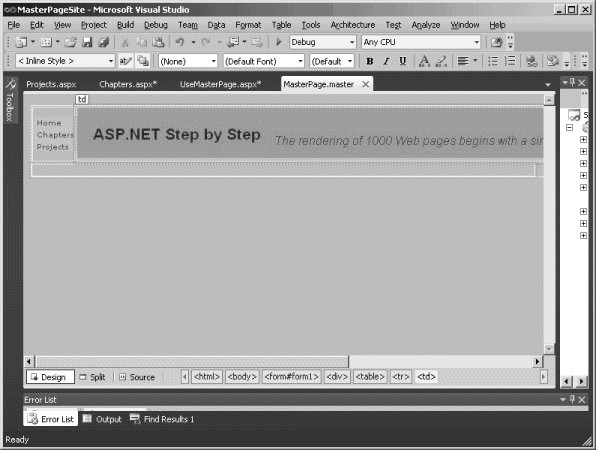 MasterPageSite - Microsoft Visual Studio
File Edit View Project Build Debug Team Data Format Table Tools Architecture Test Analyze Window Help
Debug Any CPU
< Inline Style > (None) (Default Font) (Default B I U A
Projects.aspx Chapters.aspx* UseMasterPage.aspx* MasterPage.master
Toolbox
td
Home
Chapters
Projects
ASP.NET Step by Step The rendering of 1000 Web pages begins with a sin
Design Split Source <html> <body> <form#form1> <div> <table> <tr> <td>
Error List
Error List Output Find Results 1
Ready